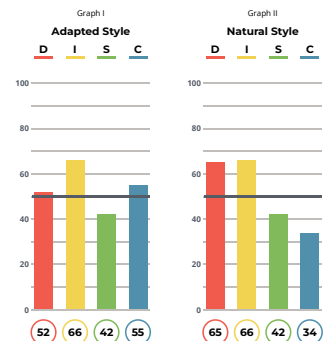 Graph I
Adapted Style
D I S C
100
80
60
40
20
0
52 66 42 55
Graph II
Natural Style
D I S C
100
80
60
40
20
0
65 66 42 34